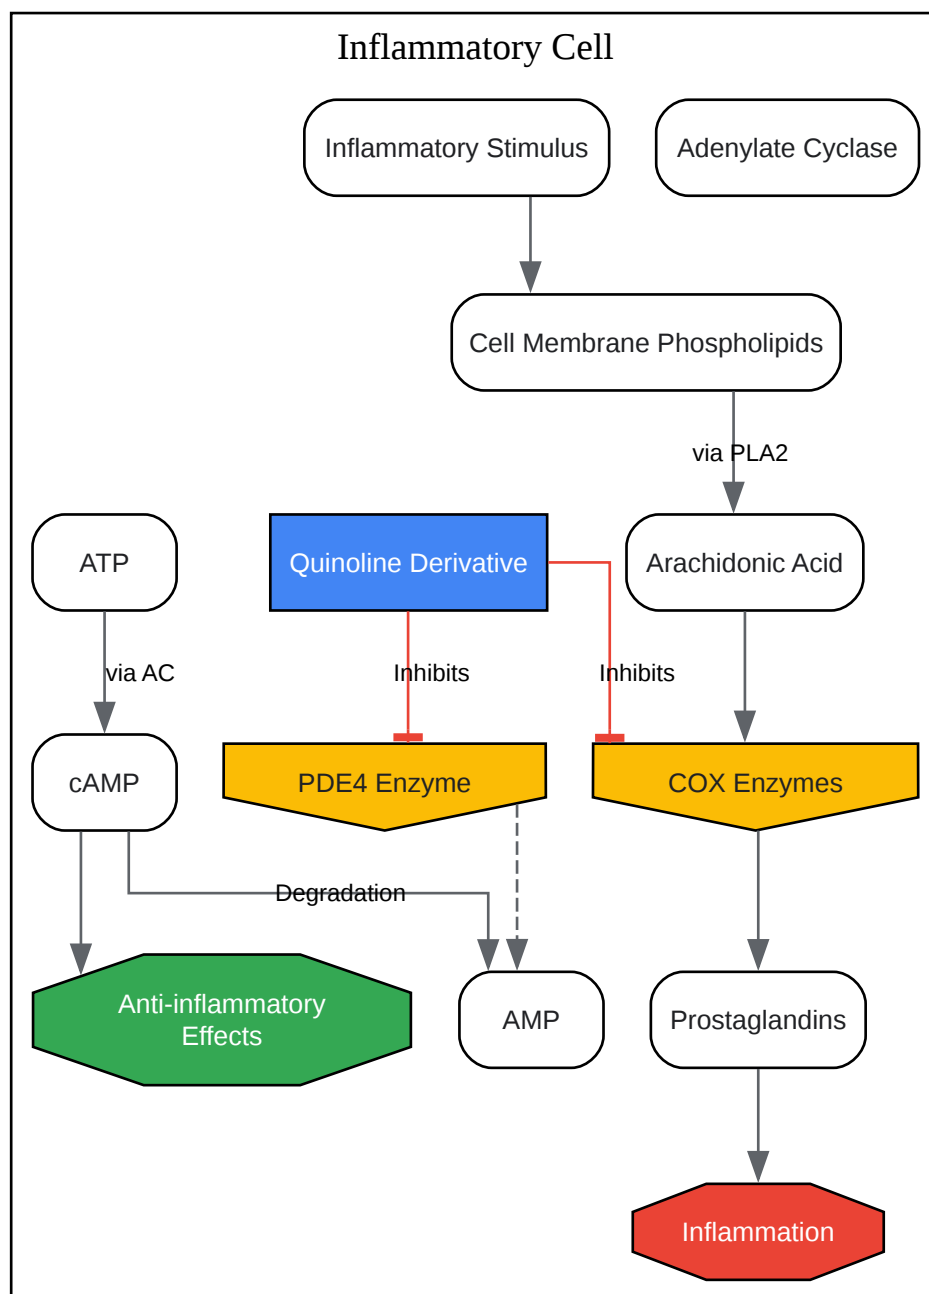 Inflammatory Cell
Inflammatory Stimulus
Adenylate Cyclase
Cell Membrane Phospholipids
via PLA2
ATP
Quinoline Derivative
Arachidonic Acid
via AC
Inhibits
Inhibits
cAMP
PDE4 Enzyme
COX Enzymes
Degradation
Anti-inflammatory
Effects
AMP
Prostaglandins
Inflammation